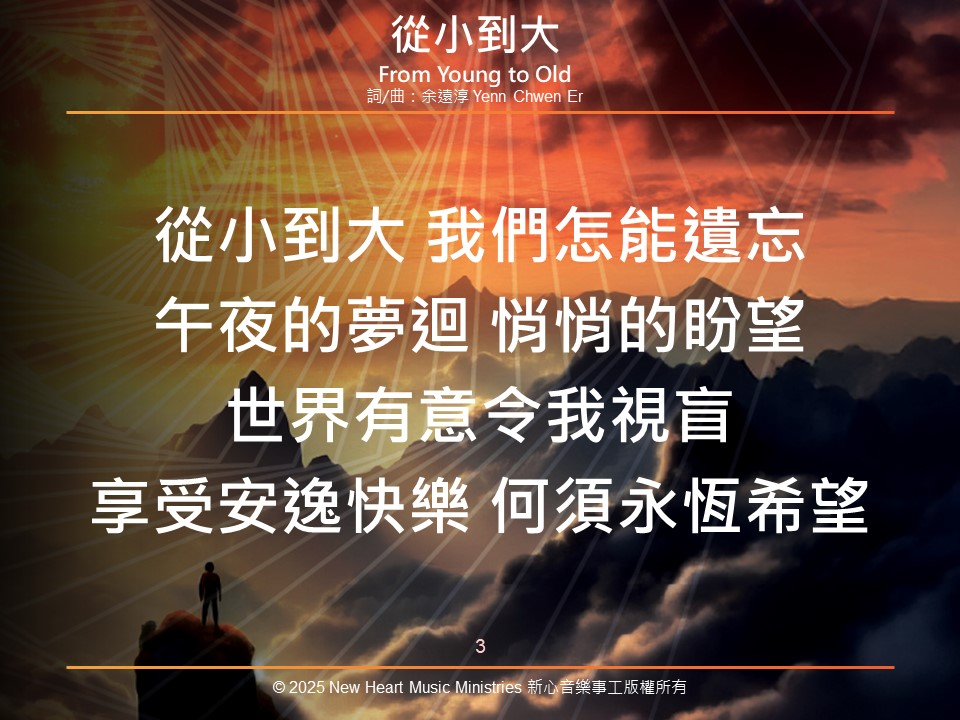 從小到大
From Young to Old
詞/曲：余遠淳 Yenn Chwen Er
從小到大 我們怎能遺忘
午夜的夢迴 悄悄的盼望
世界有意令我視盲
享受安逸快樂 何須永恆希望
3
© 2025 New Heart Music Ministries 新心音樂事工版權所有